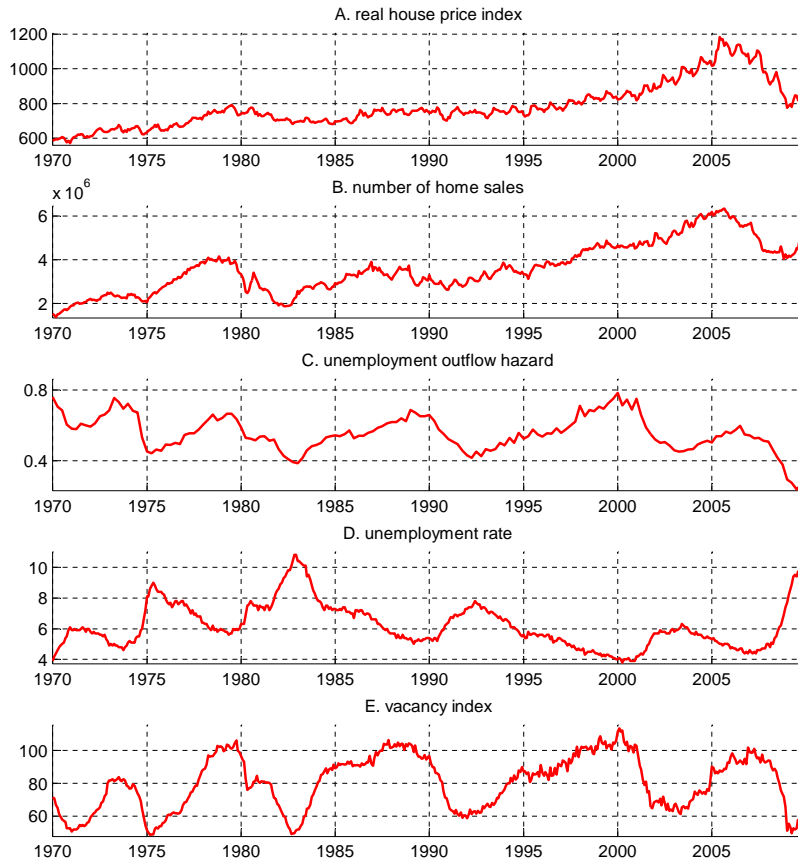 A. real house price index
1200
1000
800
600
1970 1975 1980 1985 1990 1995 2000 2005
x 10^6
B. number of home sales
6
4
2
1970 1975 1980 1985 1990 1995 2000 2005
C. unemployment outflow hazard
0.8
0.4
1970 1975 1980 1985 1990 1995 2000 2005
D. unemployment rate
10
8
6
4
1970 1975 1980 1985 1990 1995 2000 2005
E. vacancy index
100
80
60
1970 1975 1980 1985 1990 1995 2000 2005